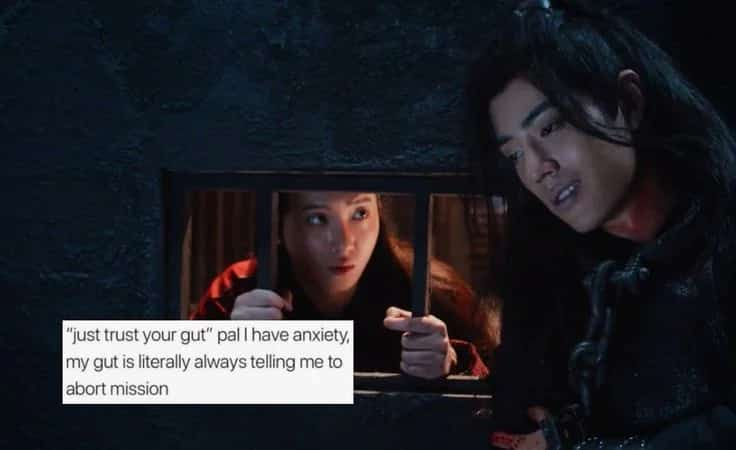 “just trust your gut” pal I have anxiety,
my gut is literally always telling me to
abort mission